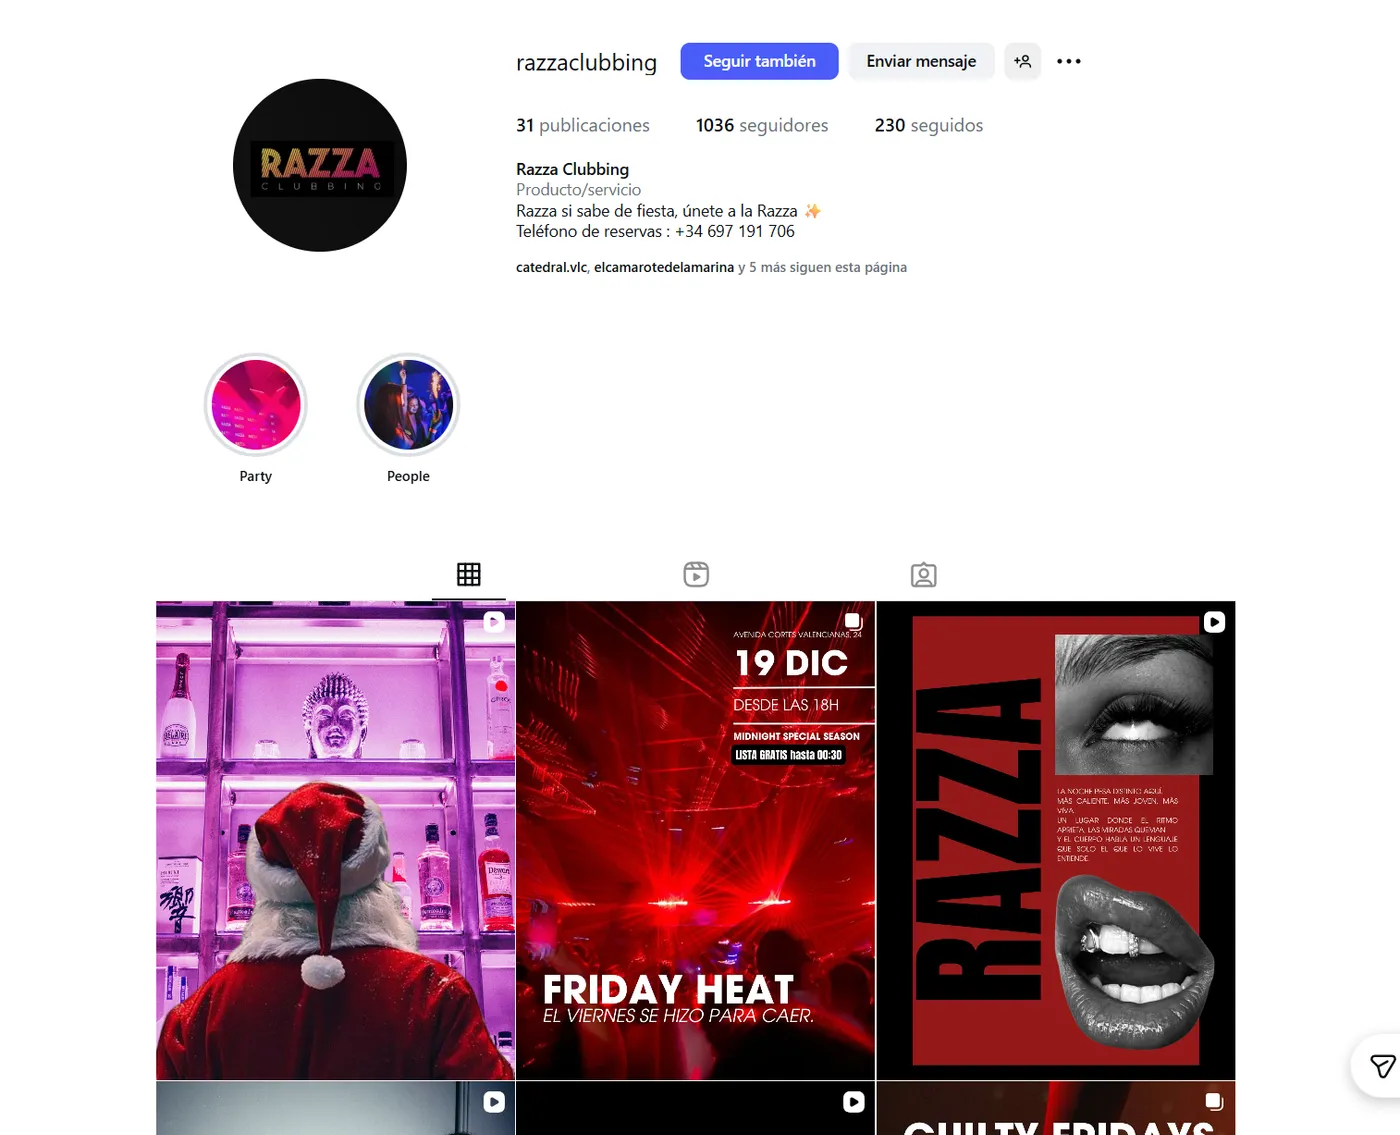 razzaclubbing
Seguir también
Enviar mensaje
31 publicaciones
1036 seguidores
230 seguidos
RAZZA
CLUBBING
Razza Clubbing
Producto/servicio
Razza si sabe de fiesta, únete a la Razza ✨
Teléfono de reservas : +34 697 191 706
catedral.vlc, elcamarotedelamarina y 5 más siguen esta página
Party
People
AVENIDA CORTES VALENCIANAS, 24
19 DIC
DESDE LAS 18H
MIDNIGHT SPECIAL SEASON
LISTA GRATIS hasta 00:30
FRIDAY HEAT
EL VIERNES SE HIZO PARA CAER.
RAZZA
LA NOCHE PESA DISTINTO AQUÍ.
MÁS CALIENTE. MÁS JOVEN. MÁS
VIVA.
UN LUGAR DONDE EL RITMO
APRIETA, LAS MIRADAS QUEMAN
Y EL CUERPO HABLA UN LENGUAJE
QUE SOLO EL QUE LO VIVE LO
ENTIENDE.
GUILTY FRIDAYS